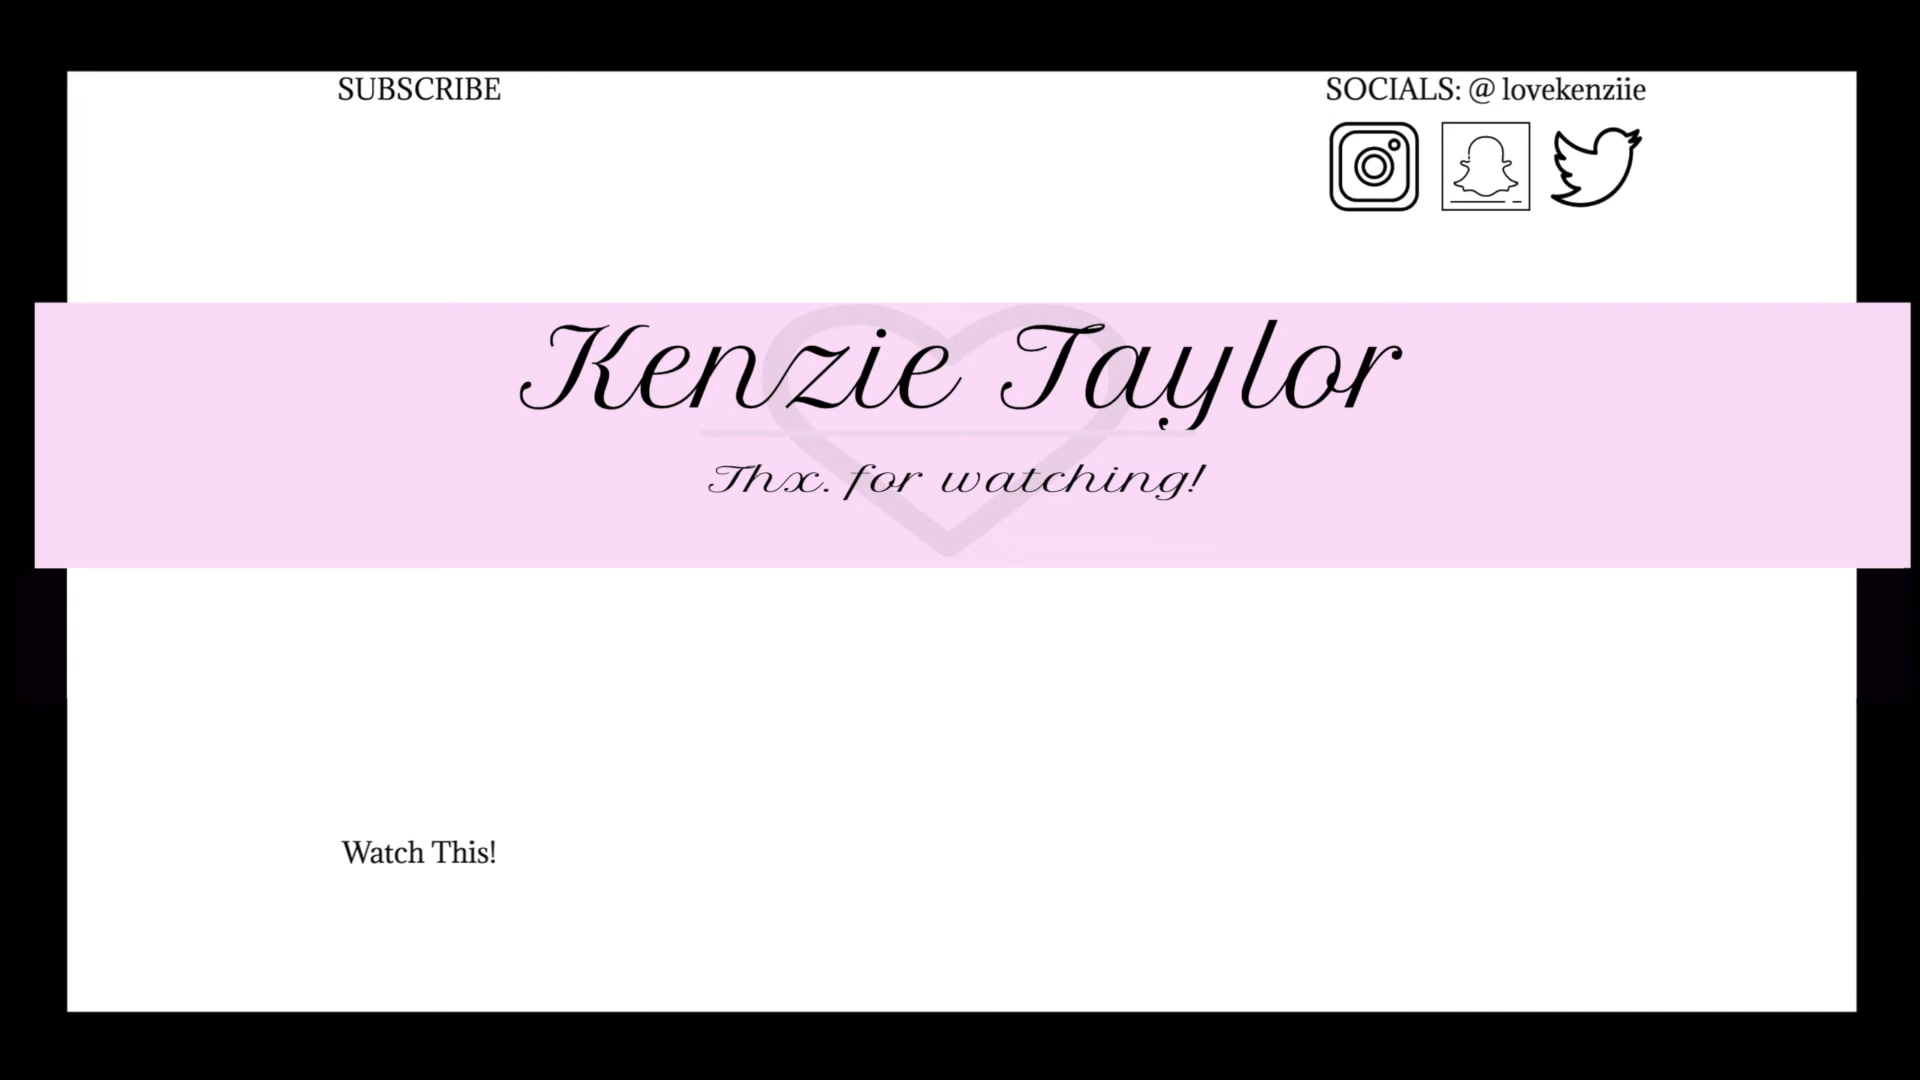 SUBSCRIBE
SOCIALS: @ lovekenziie
Kenzie Taylor
Thx. for watching!
Watch This!